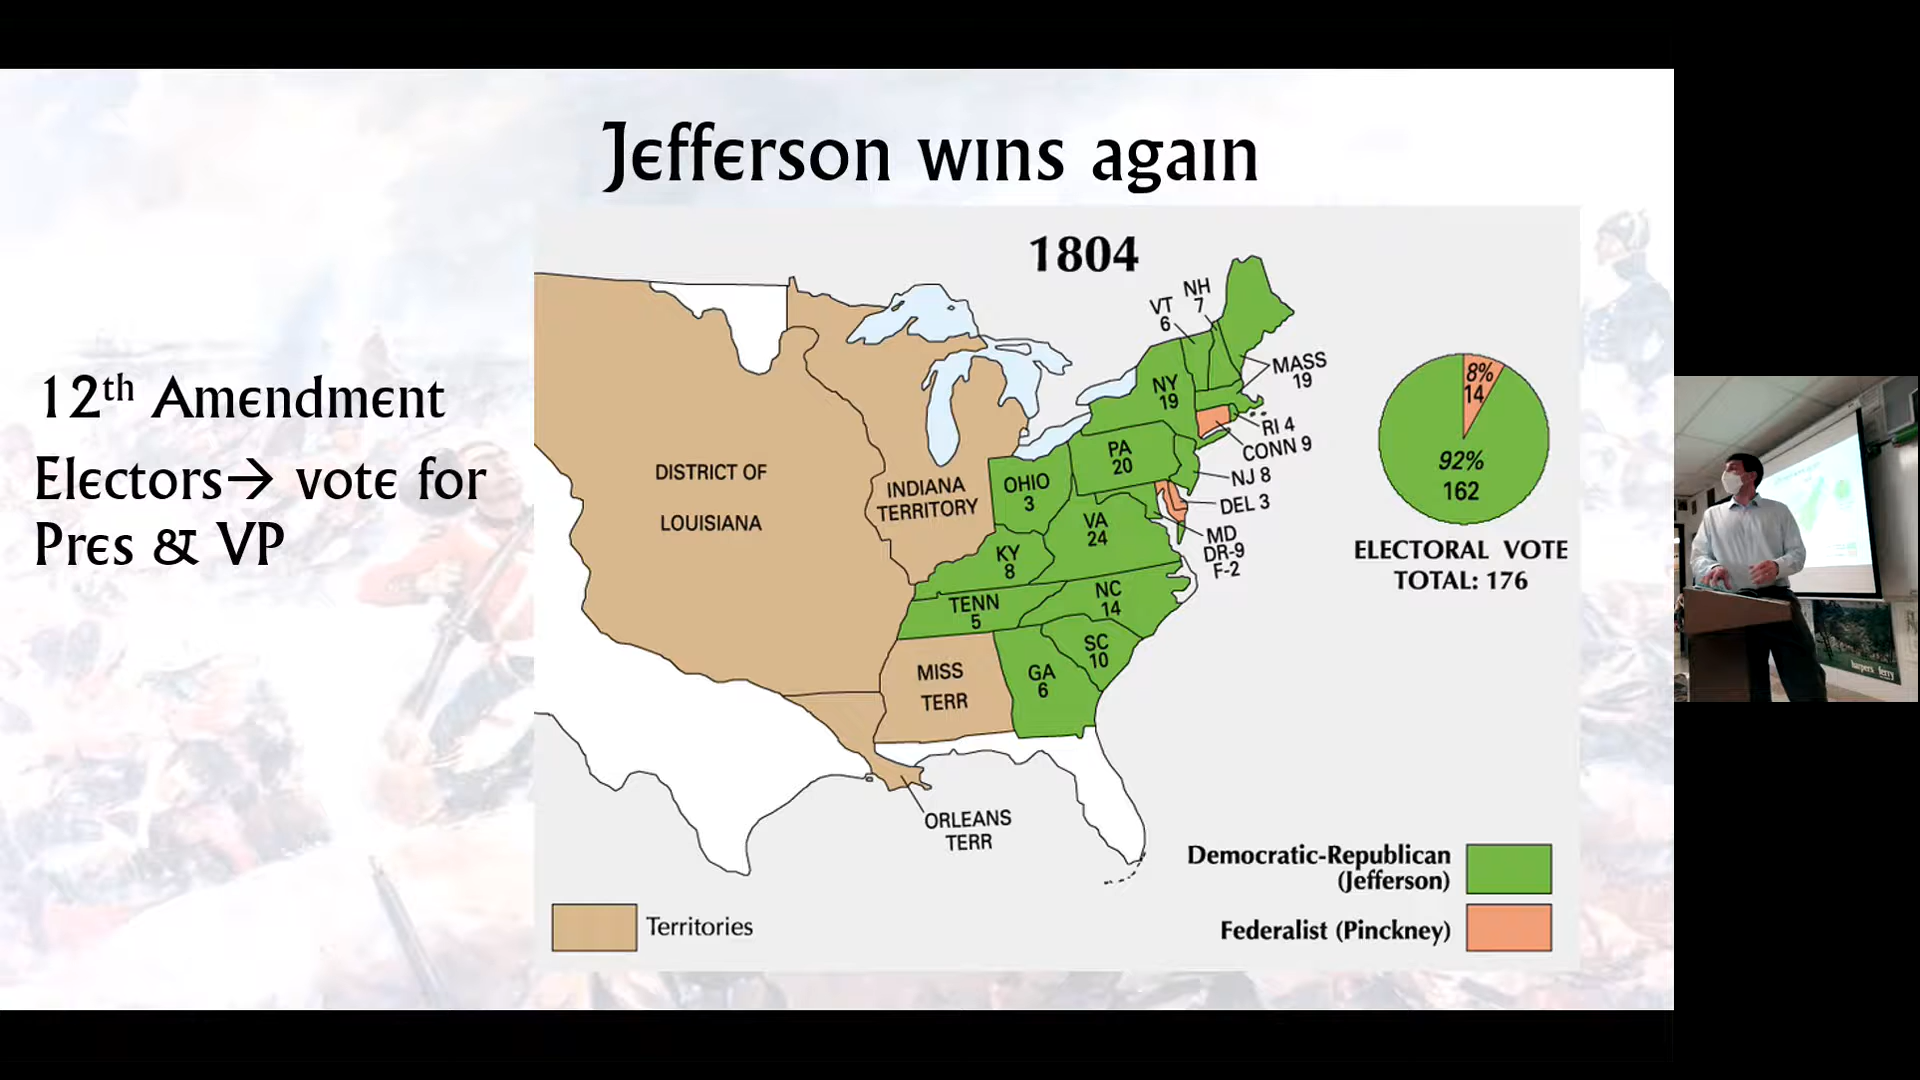 Jefferson wins again
12th Amendment
Electors→ vote for
Pres & VP
1804
VT
6
NH
7
MASS
19
NY
19
RI 4
CONN 9
PA
20
NJ 8
DEL 3
OHIO
3
MD
DR-9
F-2
VA
24
KY
8
TENN
5
NC
14
SC
10
GA
6
DISTRICT OF
LOUISIANA
INDIANA
TERRITORY
MISS
TERR
ORLEANS
TERR
8%
14
92%
162
ELECTORAL VOTE
TOTAL: 176
Democratic-Republican
(Jefferson)
Federalist (Pinckney)
Territories
harpers ferry